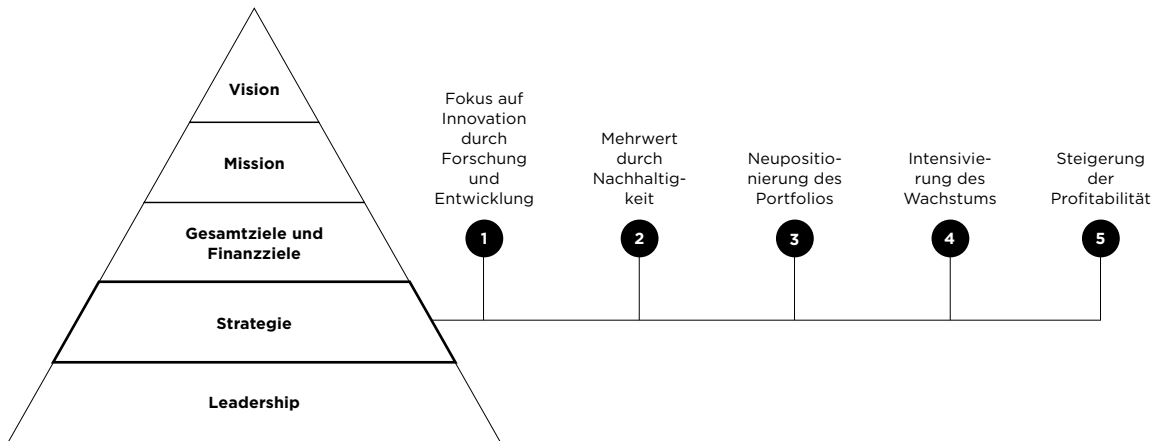 Vision
Mission
Gesamtziele und
Finanzziele
Strategie
Leadership
Fokus auf
Innovation
durch
Forschung
und
Entwicklung
1
Mehrwert
durch
Nachhaltig-
keit
2
Neupositio-
nierung des
Portfolios
3
Intensivie-
rung des
Wachstums
4
Steigerung
der
Profitabilität
5